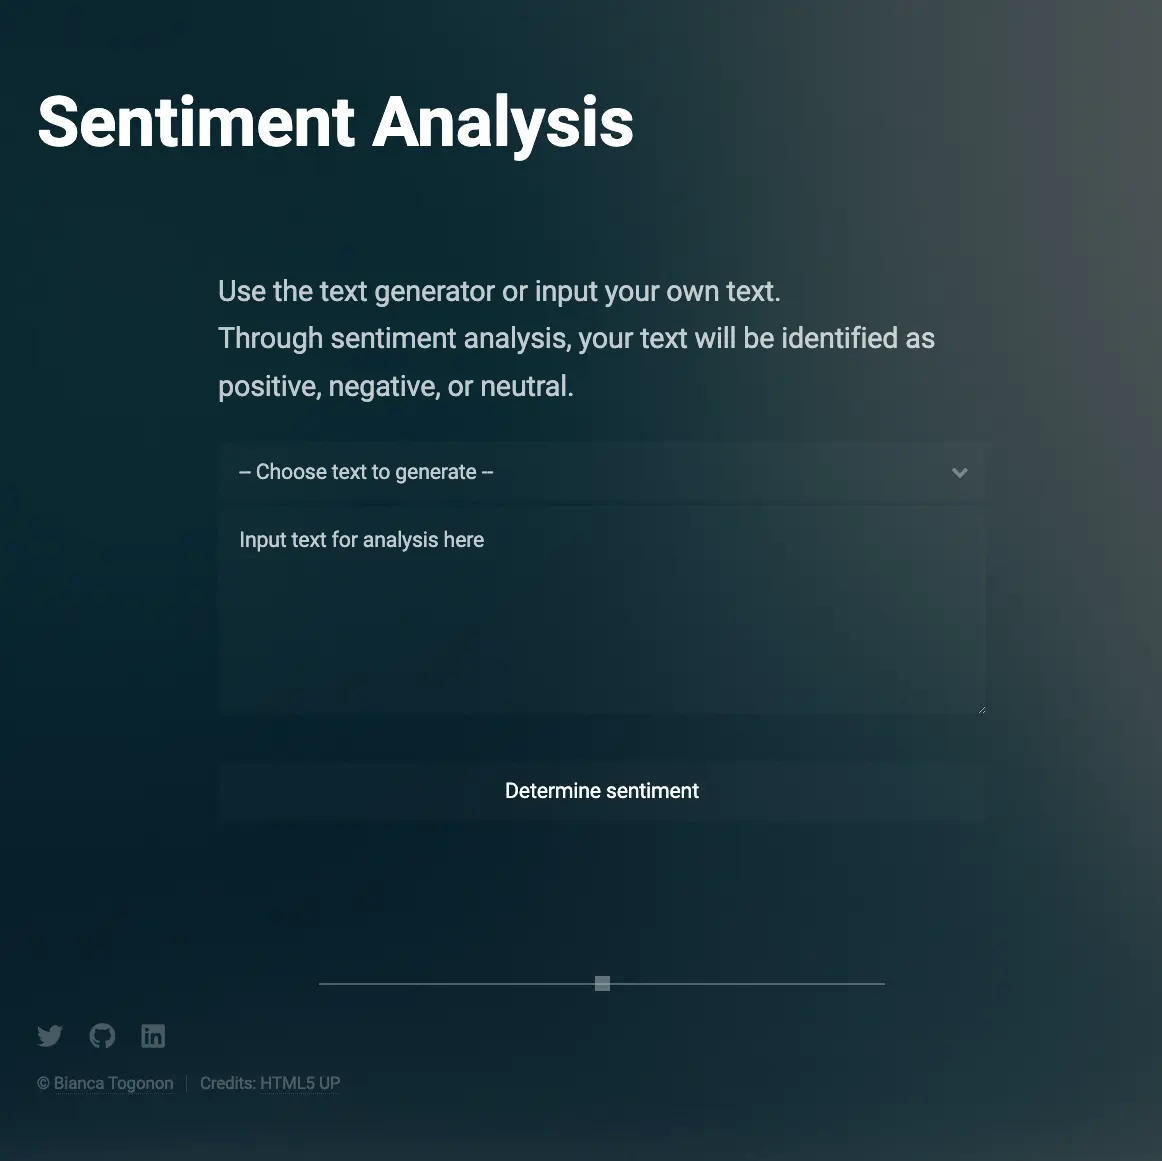 Sentiment Analysis
Use the text generator or input your own text.
Through sentiment analysis, your text will be identified as
positive, negative, or neutral.
-- Choose text to generate --
Input text for analysis here
Determine sentiment
in
© Bianca Togonon | Credits: HTML5 UP